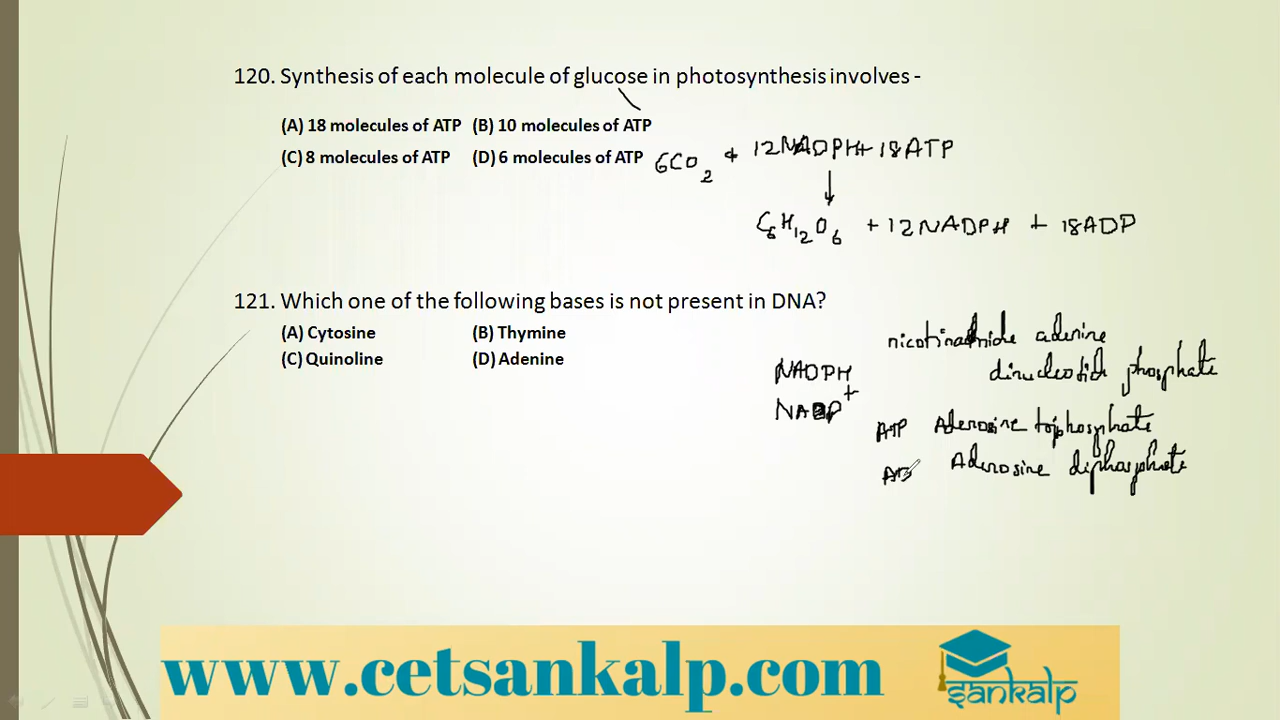 120. Synthesis of each molecule of glucose in photosynthesis involves -
(A) 18 molecules of ATP (B) 10 molecules of ATP
(C) 8 molecules of ATP (D) 6 molecules of ATP
6CO2 + 12NADPH+18ATP
↓
C6H12O6 + 12NADPH + 18ADP
121. Which one of the following bases is not present in DNA?
(A) Cytosine (B) Thymine
(C) Quinoline (D) Adenine
adenine
NADPH phosphate
NADP+
ATP Adenosine triphosphate
Adenosine diphosphate
www.cetsankalp.com
sankalp